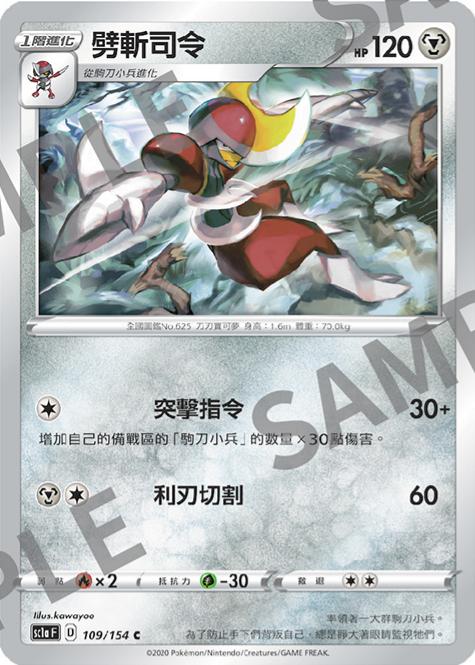 1階進化
劈斬司令
HP 120
從駒刀小兵進化
全國圖鑑No.625 刀刃寶可夢 身高：1.6m 體重：70.0kg
突擊指令 30+
增加自己的備戰區的「駒刀小兵」的數量×30點傷害。
利刃切割 60
弱點 ×2 抵抗力 -30 撤退
illus.kawayoo
sc1a F D 109/154 C
率領著一大群駒刀小兵。
為了防止手下們背叛自己，總是睜大著眼睛監視牠們。
©2020 Pokémon/Nintendo/Creatures/GAME FREAK.
SAMPLE
SAMPLE